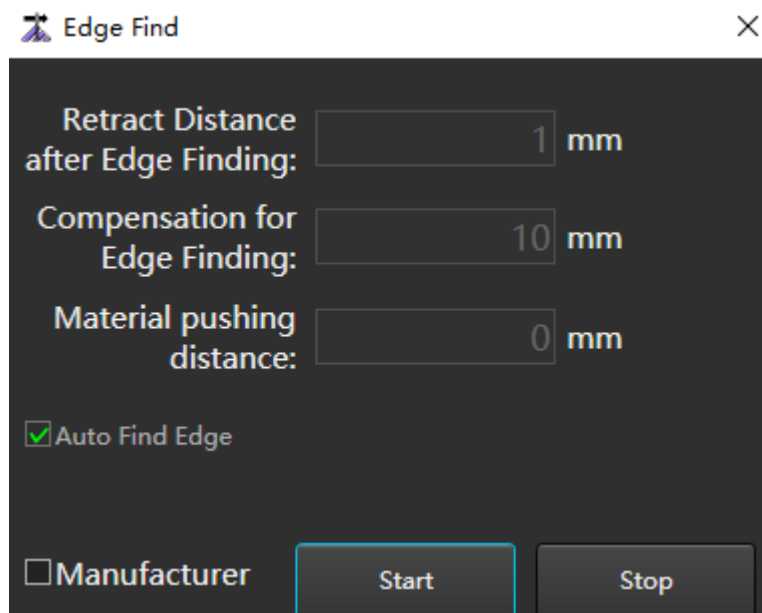 Edge Find
Retract Distance
after Edge Finding:
1 mm
Compensation for
Edge Finding:
10 mm
Material pushing
distance:
0 mm
Auto Find Edge
Manufacturer
Start
Stop